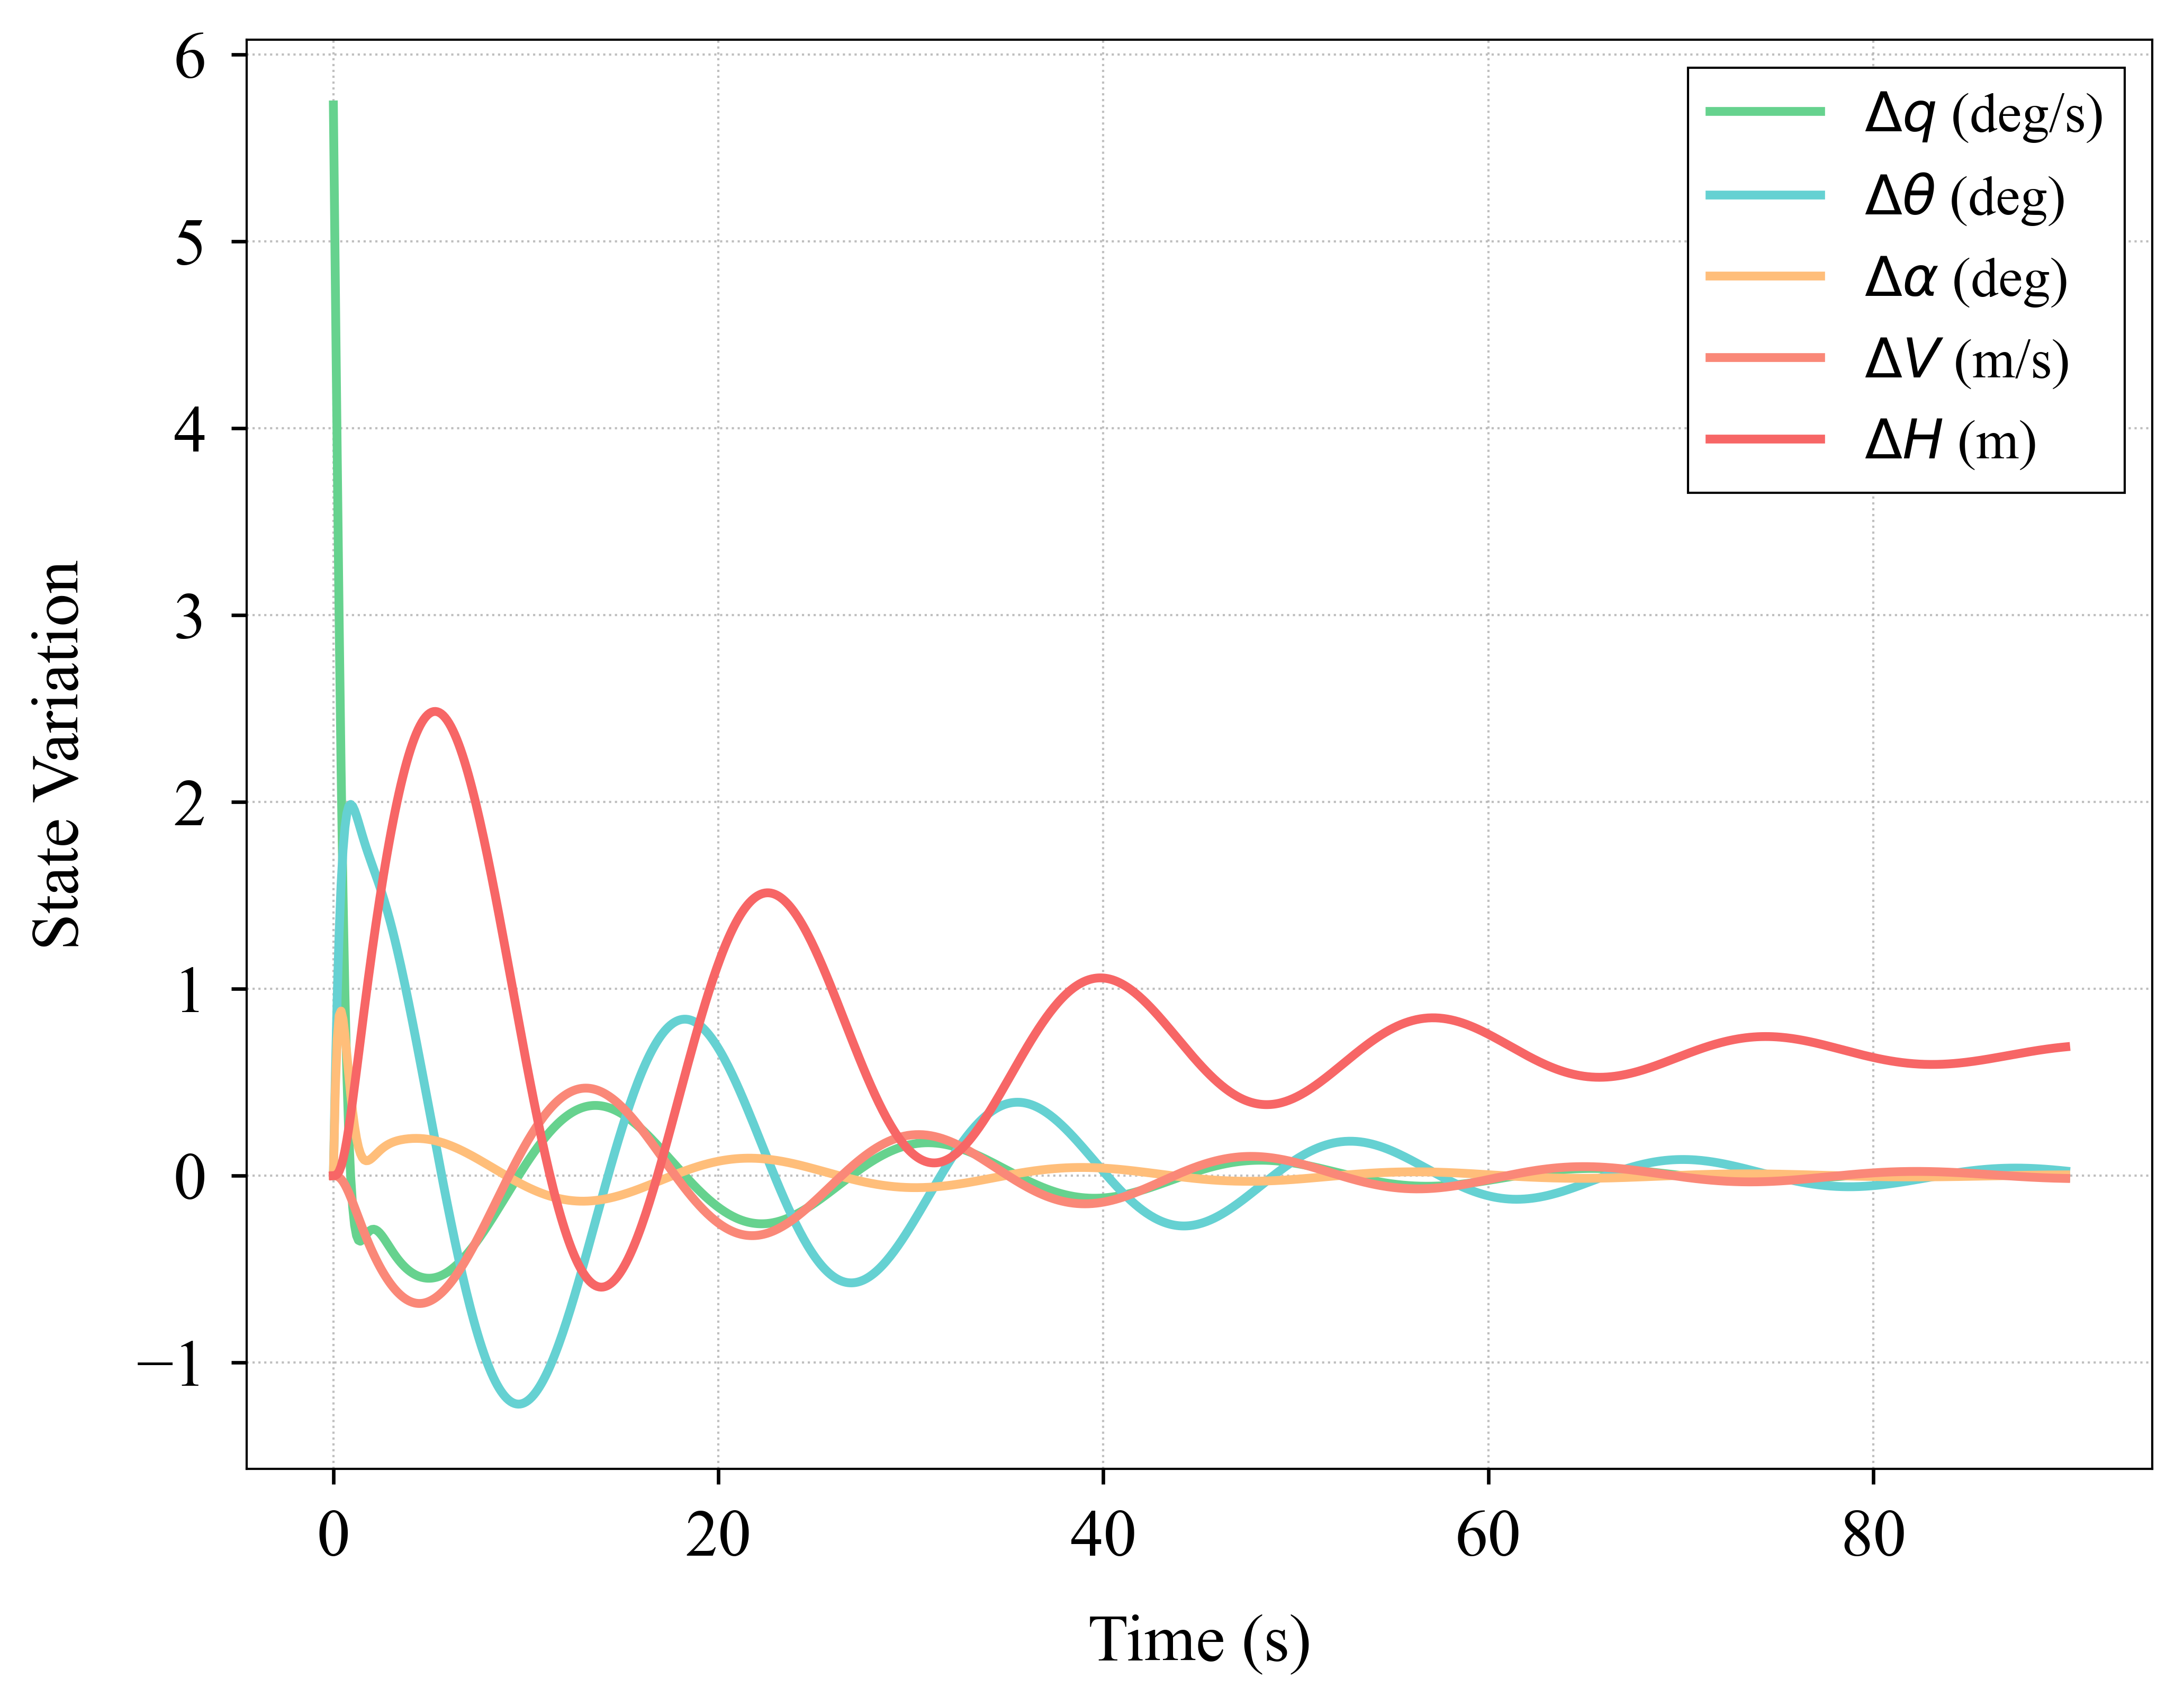 6
5
4
3
2
1
0
−1
State Variation
0 20 40 60 80
Time (s)
Δq (deg/s)
Δθ (deg)
Δα (deg)
ΔV (m/s)
ΔH (m)